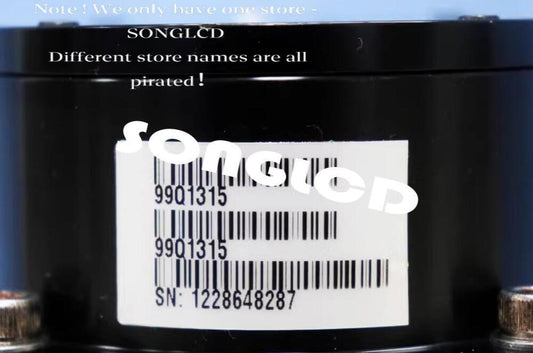 Note! We only have one store -
SONGLCD
Different store names are all
pirated!
SONGLCD
99Q1315
99Q1315
SN: 1228648287